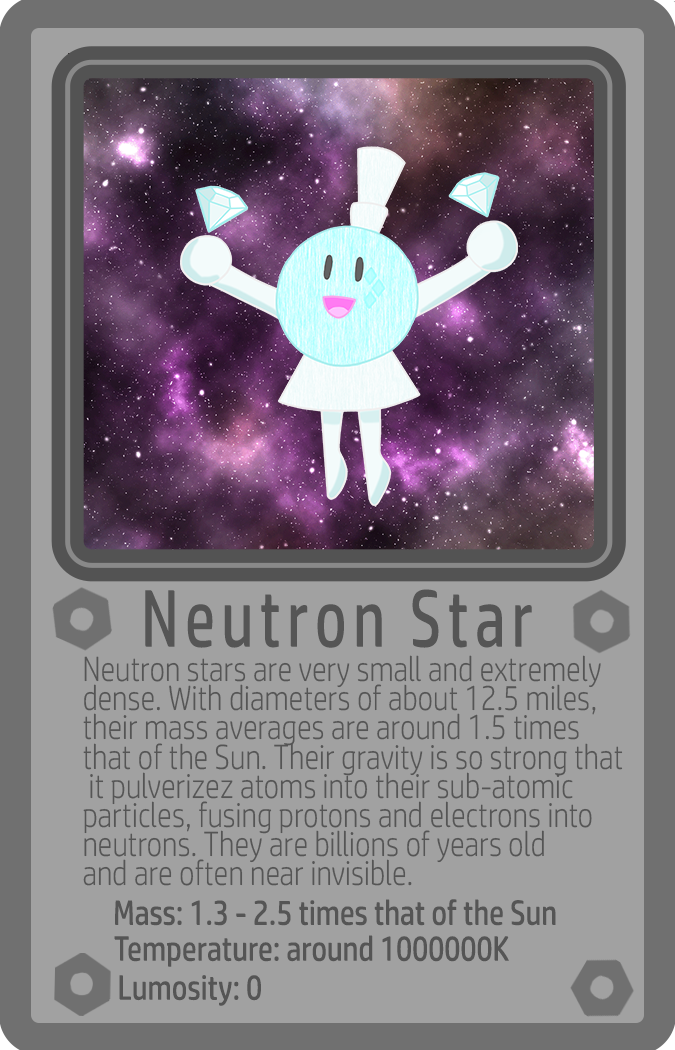 Neutron Star
Neutron stars are very small and extremely
dense. With diameters of about 12.5 miles,
their mass averages are around 1.5 times
that of the Sun. Their gravity is so strong that
it pulverizez atoms into their sub-atomic
particles, fusing protons and electrons into
neutrons. They are billions of years old
and are often near invisible.
Mass: 1.3 - 2.5 times that of the Sun
Temperature: around 1000000K
Lumosity: 0